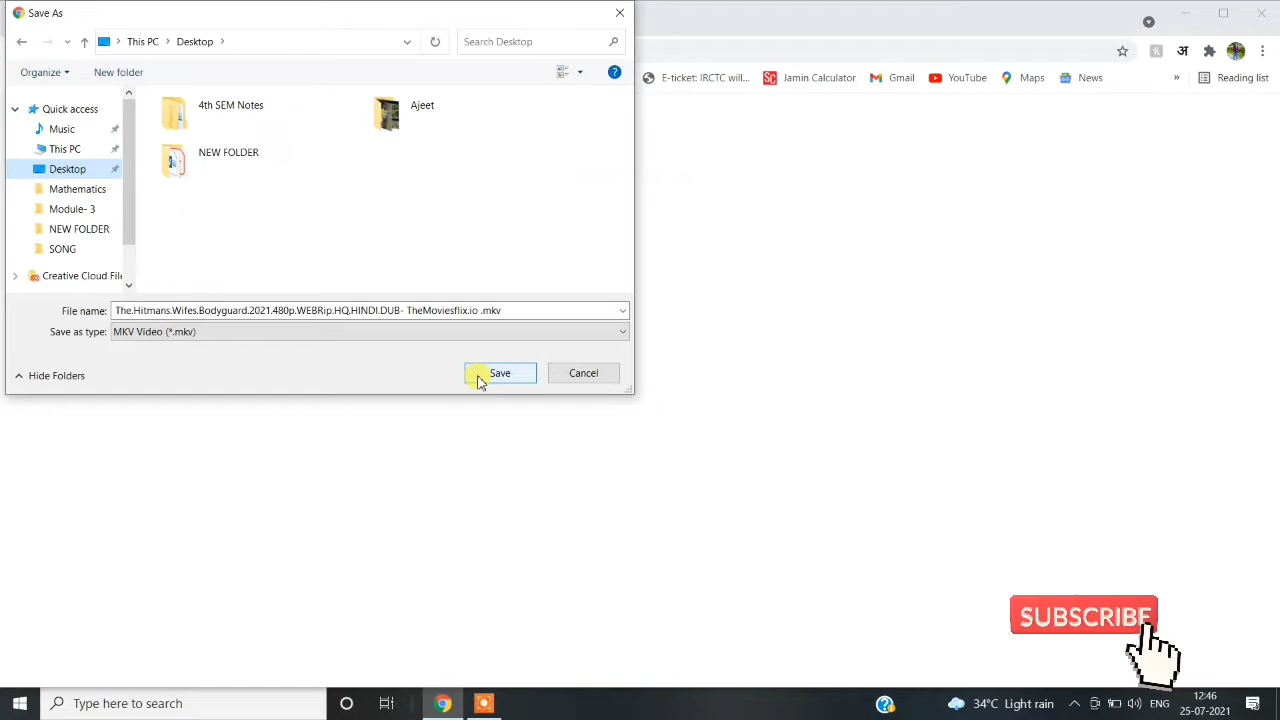 Save As
This PC
Desktop
Search Desktop
Organize
New folder
Quick access
Music
This PC
Desktop
Mathematics
Module- 3
NEW FOLDER
SONG
Creative Cloud File
4th SEM Notes
Ajeet
NEW FOLDER
File name: The.Hitmans.Wifes.Bodyguard.2021.480p.WEBRip.HQ.HINDI.DUB- TheMoviesflix.io .mkv
Save as type: MKV Video (*.mkv)
Hide Folders
Save
Cancel
अ
E-ticket: IRCTC will...
SC Jamin Calculator
Gmail
YouTube
Maps
News
»
Reading list
SUBSCRIBE
Type here to search
34°C Light rain
ENG
12:46
25-07-2021